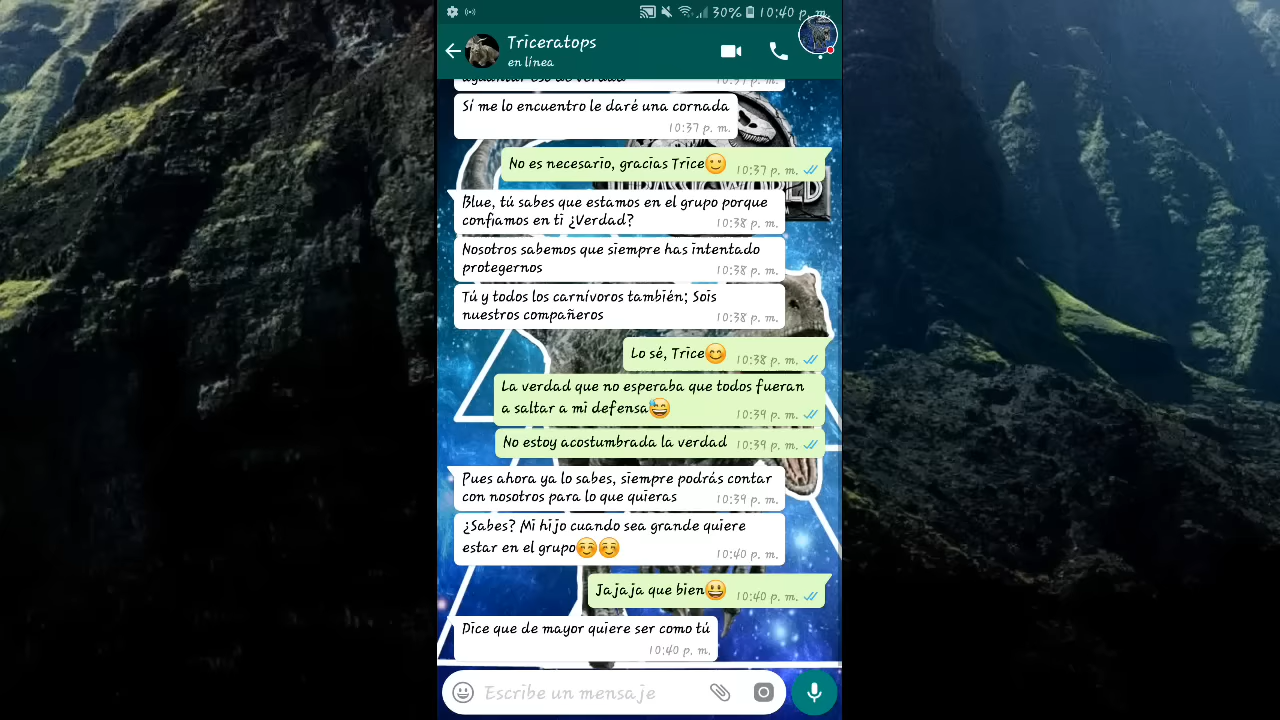 30% 10:40 p. m.
Triceratops
en línea
Sí me lo encuentro le daré una cornada
10:37 p. m.
No es necesario, gracias Trice🙂 10:37 p. m.
Blue, tú sabes que estamos en el grupo porque
confiamos en ti ¿Verdad? 10:38 p. m.
Nosotros sabemos que siempre has intentado
protegernos 10:38 p. m.
Tú y todos los carnívoros también; Sois
nuestros compañeros 10:38 p. m.
Lo sé, Trice😊 10:38 p. m.
La verdad que no esperaba que todos fueran
a saltar a mi defensa😅 10:39 p. m.
No estoy acostumbrada la verdad 10:39 p. m.
Pues ahora ya lo sabes, siempre podrás contar
con nosotros para lo que quieras 10:39 p. m.
¿Sabes? Mi hijo cuando sea grande quiere
estar en el grupo☺️☺️ 10:40 p. m.
Jajaja que bien😃 10:40 p. m.
Dice que de mayor quiere ser como tú
10:40 p. m.
Escribe un mensaje